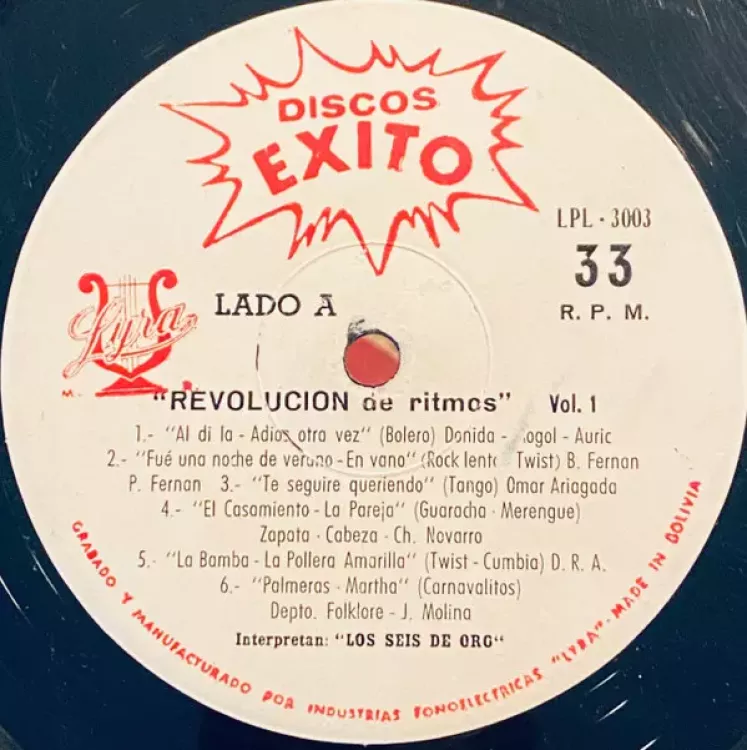 DISCOS
EXITO
LPL - 3003
33
R. P. M.
Lyra
M. R.
LADO A
"REVOLUCION de ritmos" Vol. 1
1.- "Al di la - Adios otra vez" (Bolero) Donida - Mogol - Auric
2.- "Fué una noche de verano - En vano" (Rock lento Twist) B. Fernan
P. Fernan 3.- "Te seguire queriendo" (Tango) Omar Ariagada
4.- "El Casamiento - La Pareja" (Guaracha - Merengue)
Zapata - Cabeza - Ch. Navarro
5.- "La Bamba - La Pollera Amarilla" (Twist - Cumbia) D. R. A.
6.- "Palmeras - Martha" (Carnavalitos)
Depto. Folklore - J. Molina
Interpretan: "LOS SEIS DE ORO"
GRABADO Y MANUFACTURADO POR INDUSTRIAS FONOELECTRICAS "LYRA" - MADE IN BOLIVIA